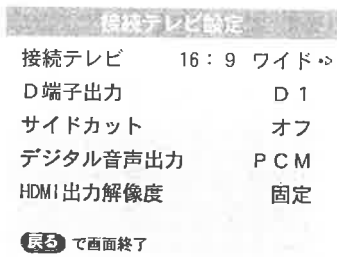 接続テレビ設定
接続テレビ 16：9 ワイド
D端子出力 D1
サイドカット オフ
デジタル音声出力 PCM
HDMI出力解像度 固定
戻る で画面終了